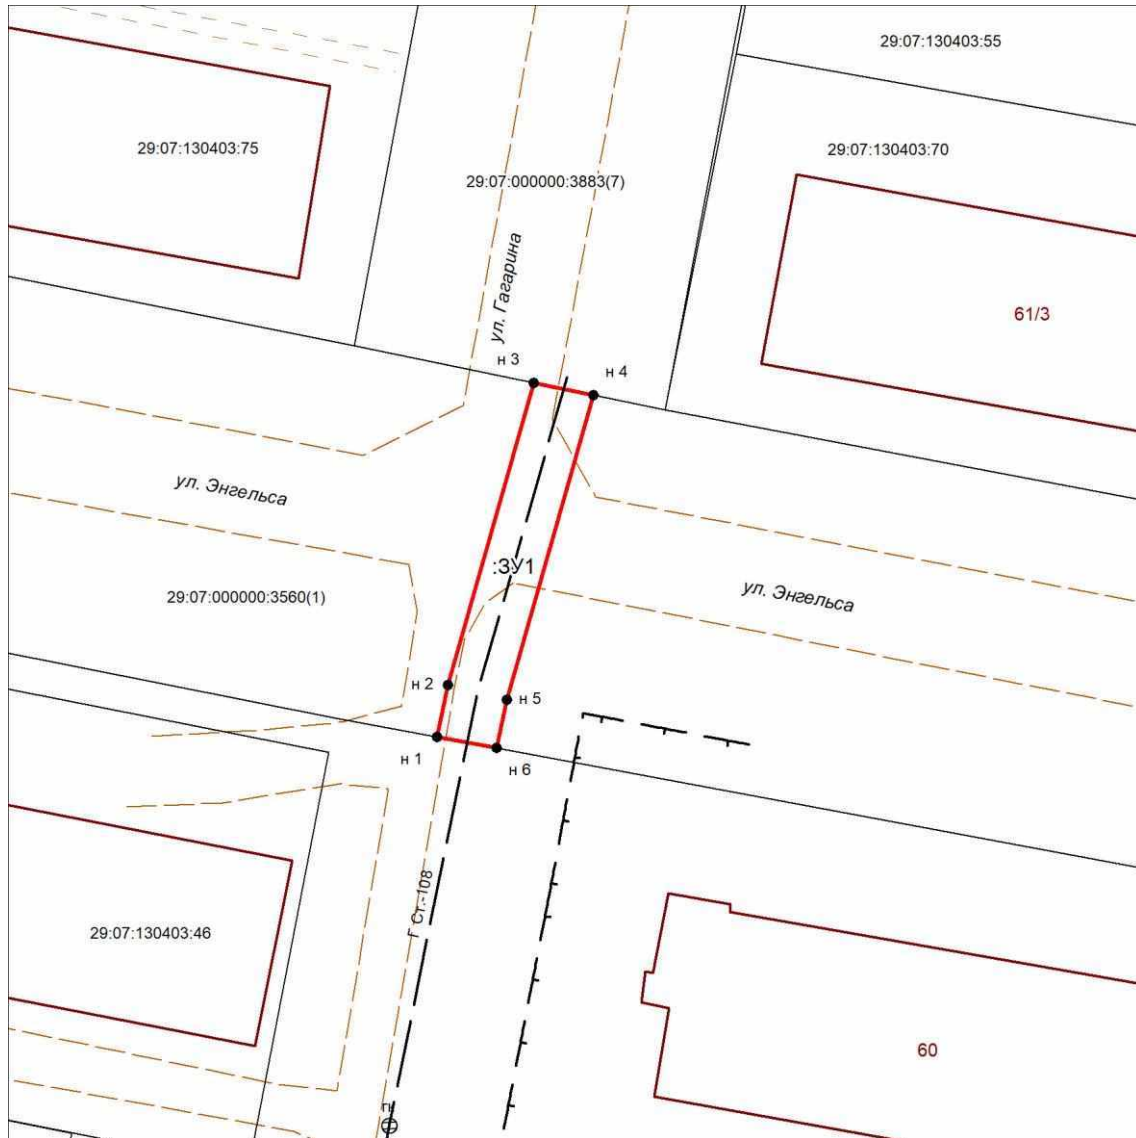 29:07:130403:55
29:07:130403:75
29:07:130403:70
29:07:000000:3883(7)
ул. Гагарина
61/3
н 3
н 4
ул. Энгельса
:ЗУ1
29:07:000000:3560(1)
ул. Энгельса
н 2
н 5
н 1
н 6
Г Ст.-108
29:07:130403:46
60